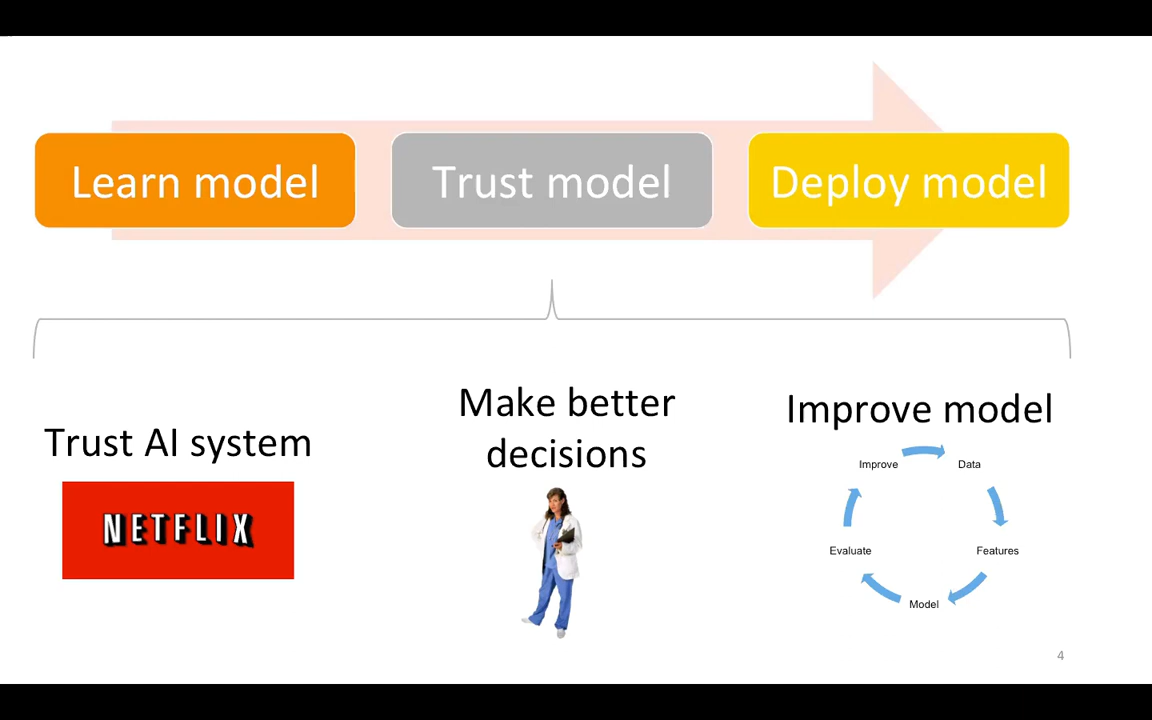 Learn model
Trust model
Deploy model
Trust AI system
NETFLIX
Make better
decisions
Improve model
Improve
Data
Evaluate
Features
Model
4